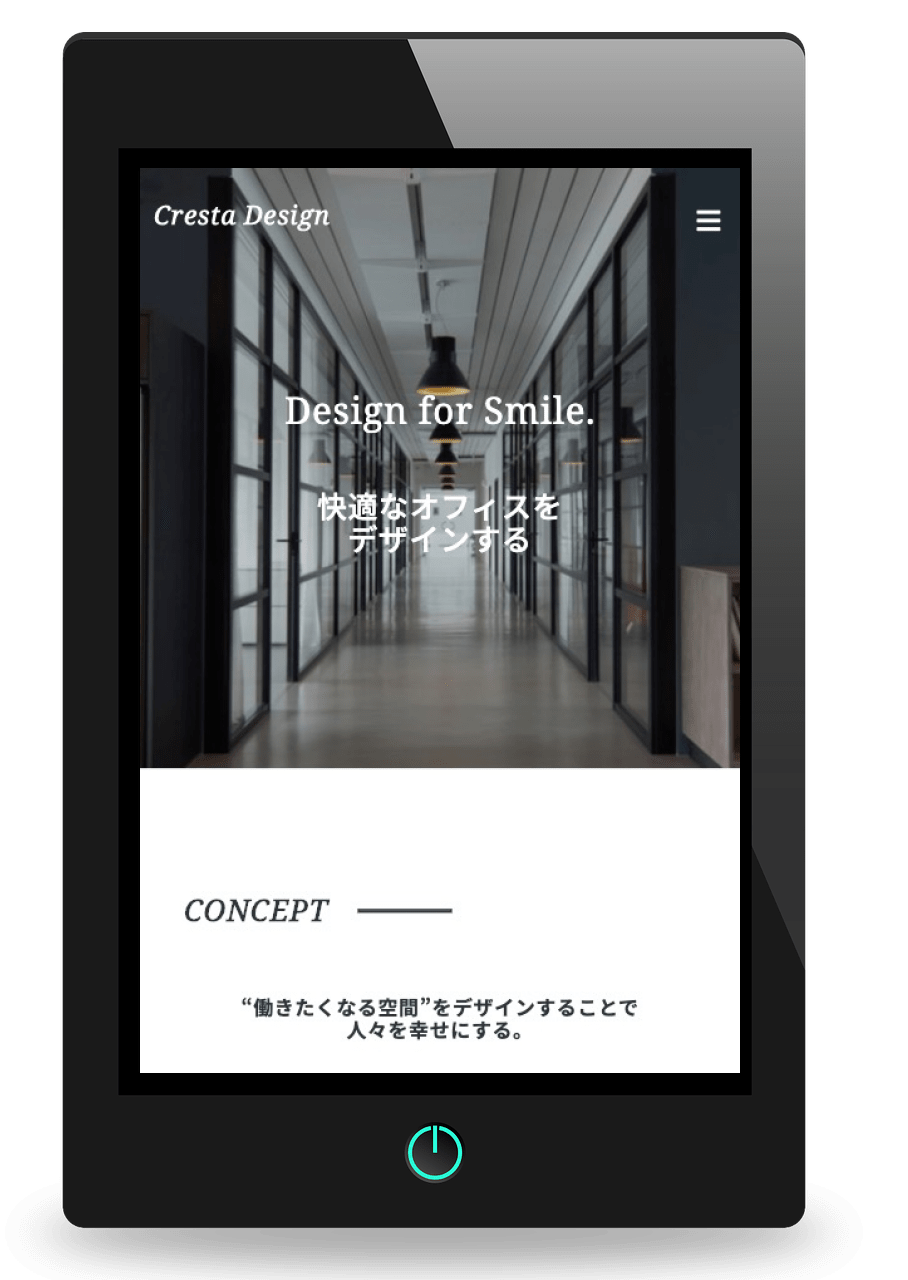 Cresta Design
Design for Smile.
快適なオフィスを
デザインする
CONCEPT
“働きたくなる空間”をデザインすることで
人々を幸せにする。